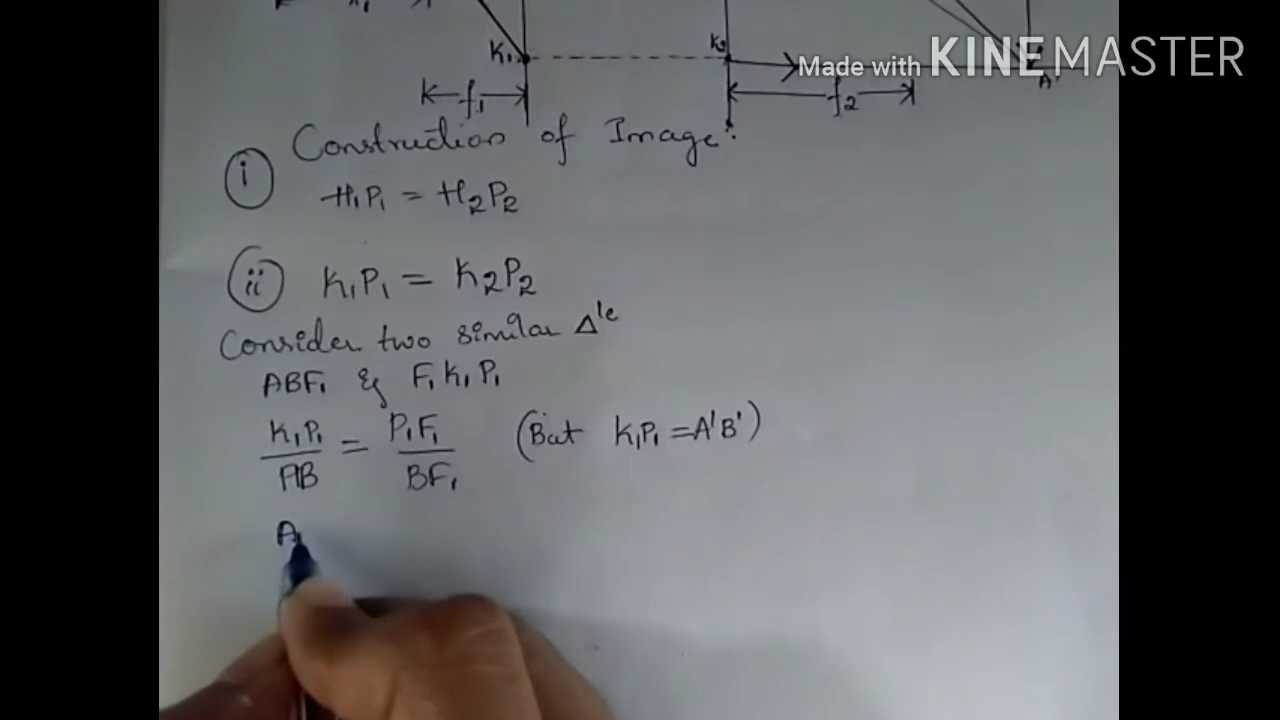 K₁ K₂ A'
Made with KINEMASTER
f₁ f₂
Construction of Image:
i H₁P₁ = H₂P₂
ii K₁P₁ = K₂P₂
Consider two similar Δ'le
ABF₁ & F₁K₁P₁
K₁P₁/AB = P₁F₁/BF₁ (But K₁P₁ = A'B')
A